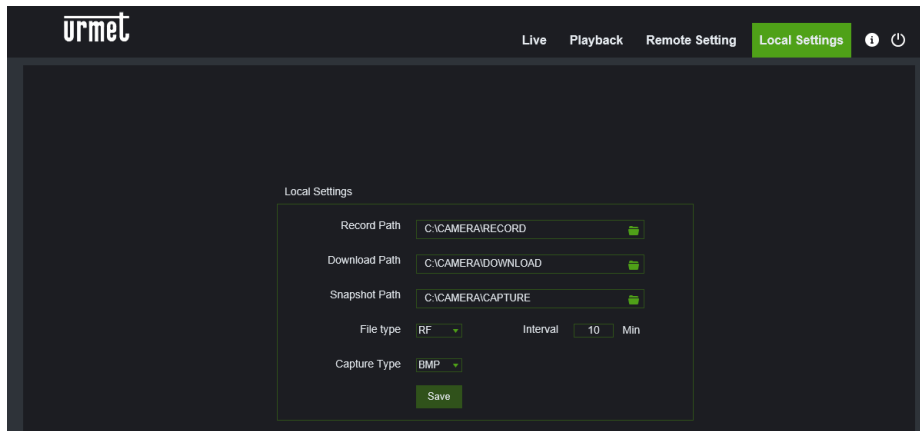 urmet
Live Playback Remote Setting Local Settings
Local Settings
Record Path C:\CAMERA\RECORD
Download Path C:\CAMERA\DOWNLOAD
Snapshot Path C:\CAMERA\CAPTURE
File type RF Interval 10 Min
Capture Type BMP
Save